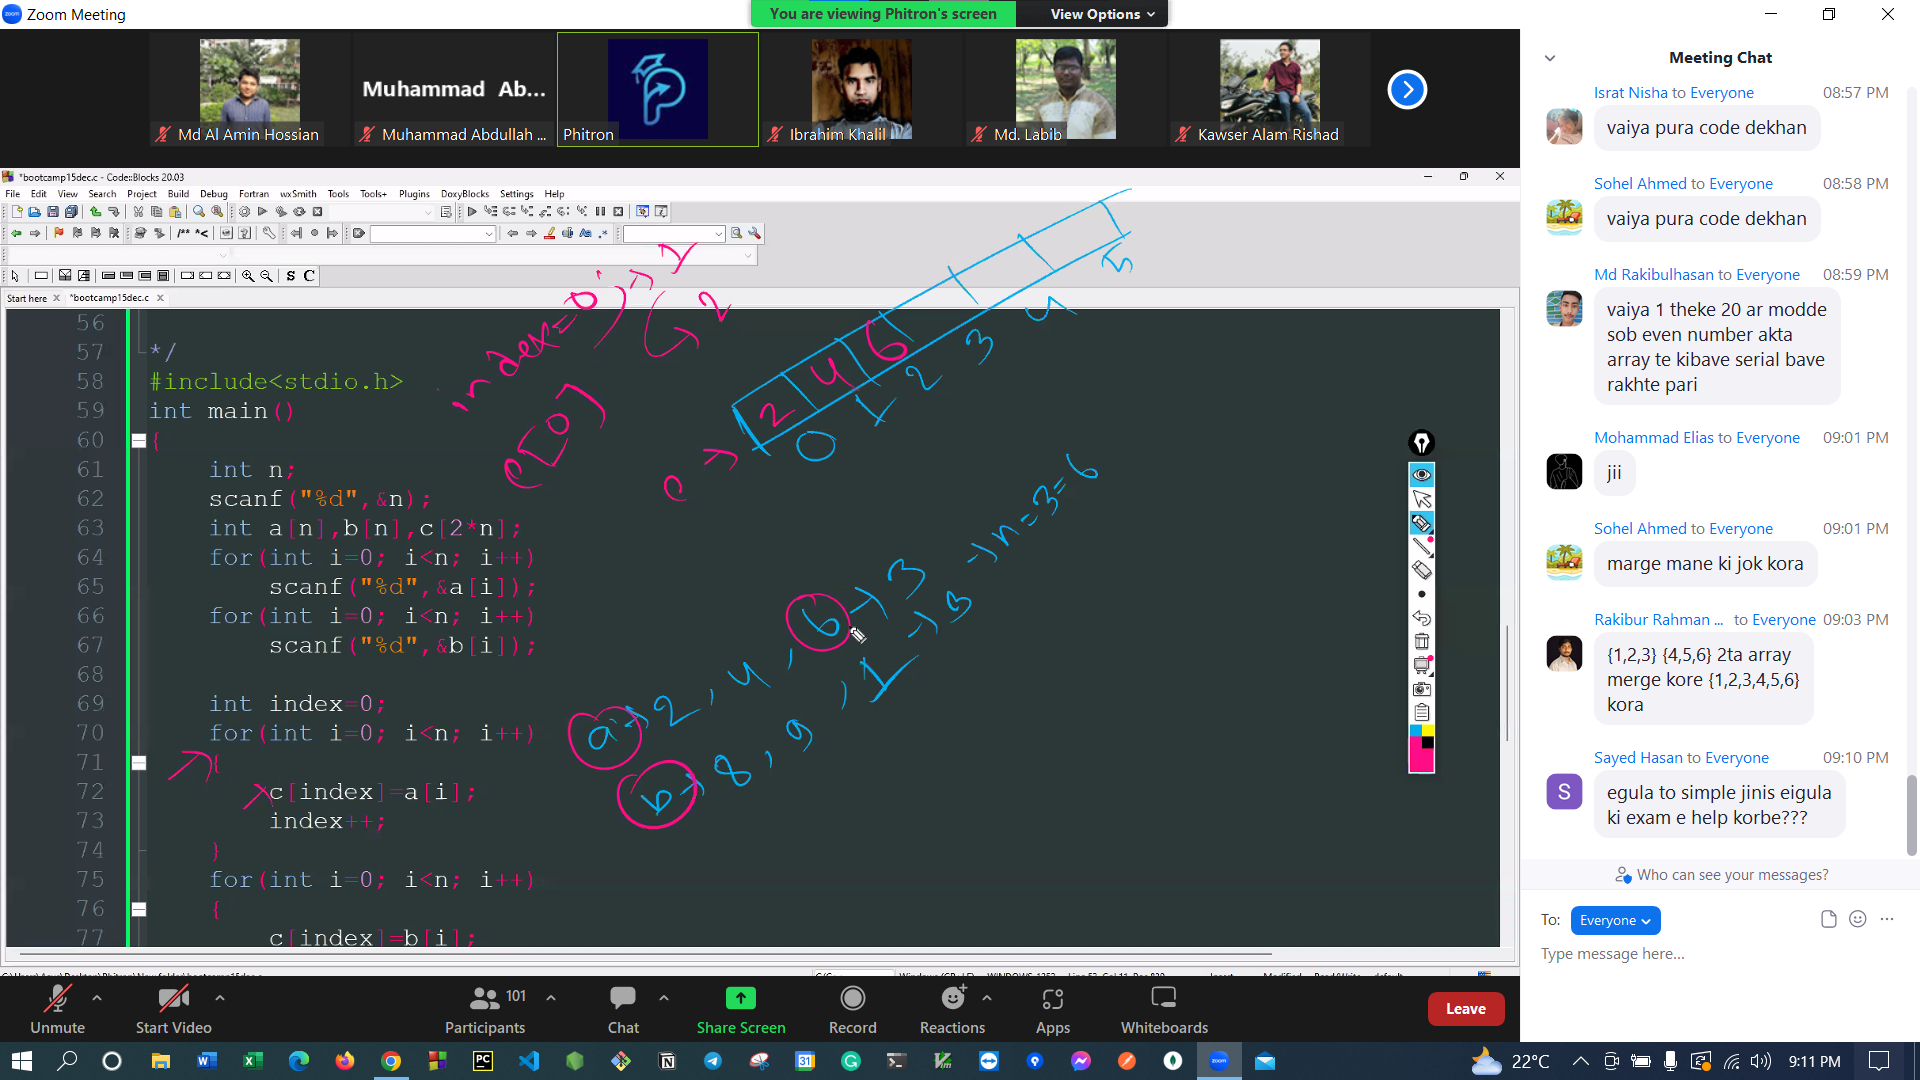 Zoom Meeting
You are viewing Phitron's screen
View Options
Md Al Amin Hossian
Muhammad Ab...
Muhammad Abdullah ...
Phitron
Ibrahim Khalil
Md. Labib
Kawser Alam Rishad
*bootcamp15dec.c - Code::Blocks 20.03
File Edit View Search Project Build Debug Fortran wxSmith Tools Tools+ Plugins DoxyBlocks Settings Help
Start here
*bootcamp15dec.c
56
57 */
58 #include<stdio.h>
59 int main()
60 {
61 int n;
62 scanf("%d",&n);
63 int a[n],b[n],c[2*n];
64 for(int i=0; i<n; i++)
65 scanf("%d",&a[i]);
66 for(int i=0; i<n; i++)
67 scanf("%d",&b[i]);
68
69 int index=0;
70 for(int i=0; i<n; i++)
71 {
72 c[index]=a[i];
73 index++;
74 }
75 for(int i=0; i<n; i++)
76 {
77 c[index]=b[i];
index=0
2
c[0]
c → 2 4 6
0 1 2 3 4 5
a → 2, 4, 6 → 3
b → 8, 9, 1 → 3 → n=3=6
Meeting Chat
Israt Nisha to Everyone 08:57 PM
vaiya pura code dekhan
Sohel Ahmed to Everyone 08:58 PM
vaiya pura code dekhan
Md Rakibulhasan to Everyone 08:59 PM
vaiya 1 theke 20 ar modde
sob even number akta
array te kibave serial bave
rakhte pari
Mohammad Elias to Everyone 09:01 PM
jii
Sohel Ahmed to Everyone 09:01 PM
marge mane ki jok kora
Rakibur Rahman ... to Everyone 09:03 PM
{1,2,3} {4,5,6} 2ta array
merge kore {1,2,3,4,5,6}
kora
Sayed Hasan to Everyone 09:10 PM
S
egula to simple jinis eigula
ki exam e help korbe???
Who can see your messages?
To: Everyone
Type message here...
Unmute
Start Video
101
Participants
Chat
Share Screen
Record
Reactions
Apps
Whiteboards
Leave
22°C
9:11 PM